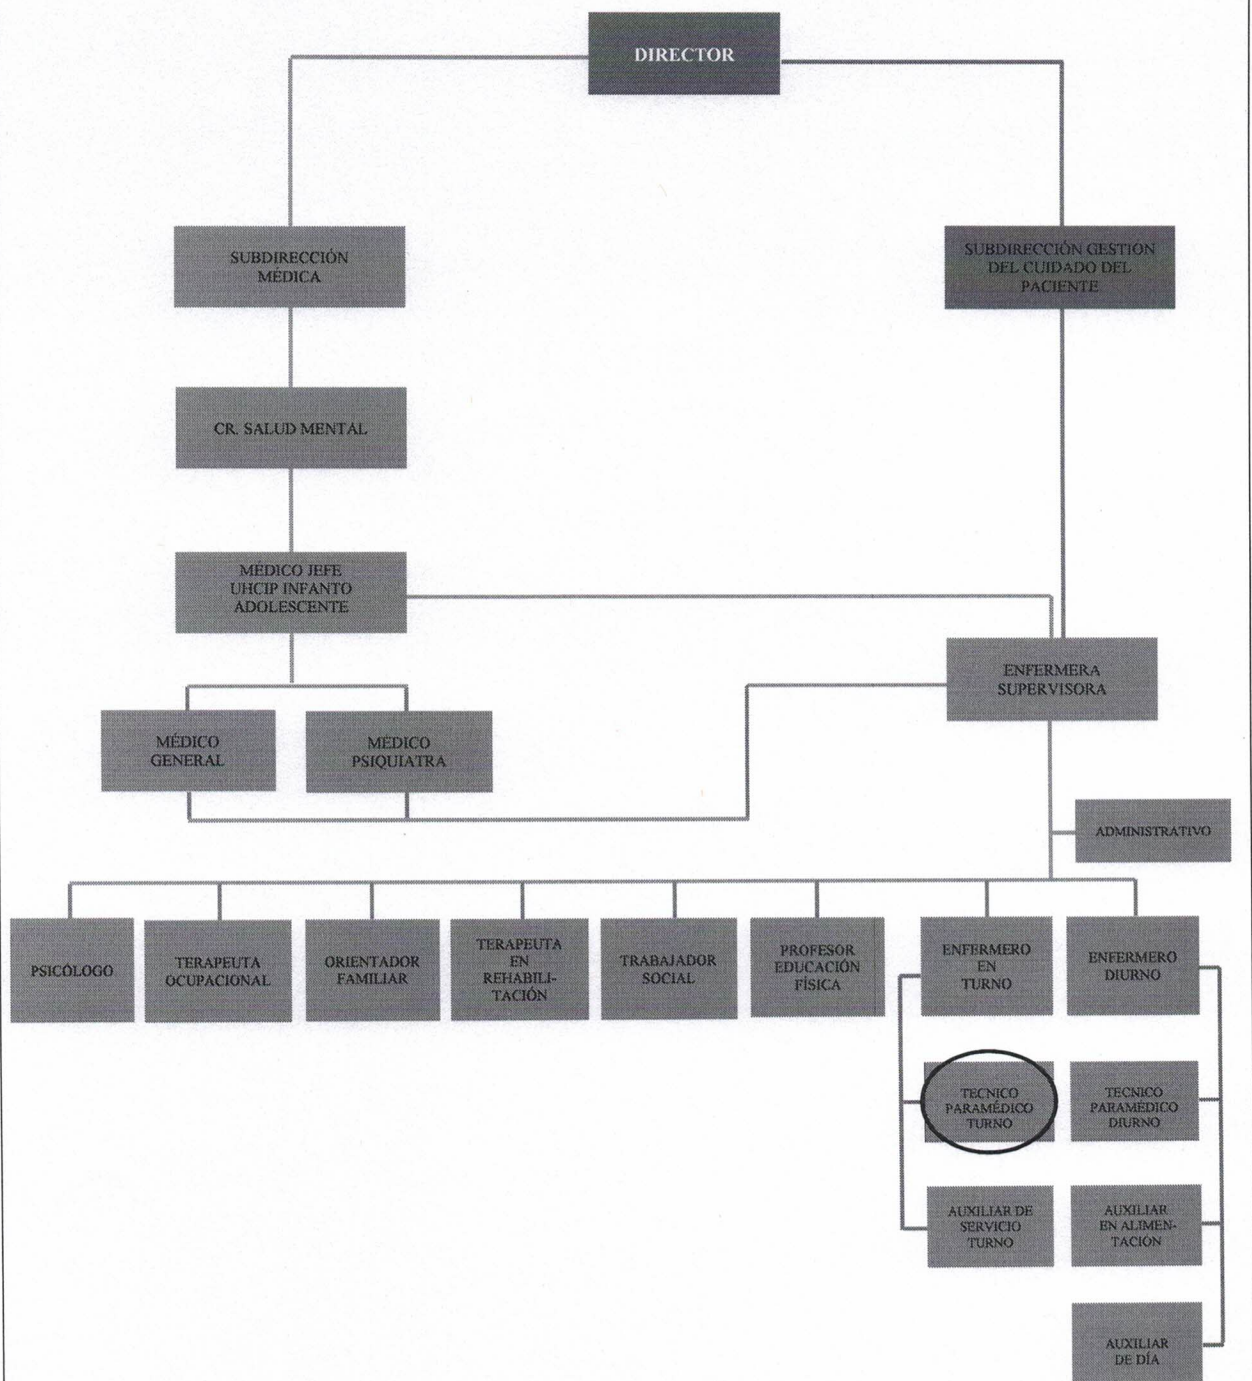 DIRECTOR
SUBDIRECCIÓN
MÉDICA
SUBDIRECCIÓN GESTION
DEL CUIDADO DEL
PACIENTE
CR. SALUD MENTAL
MÉDICO JEFE
UHCIP INFANTO
ADOLESCENTE
ENFERMERA
SUPERVISORA
MÉDICO
GENERAL
MÉDICO
PSIQUIATRA
ADMINISTRATIVO
PSICÓLOGO
TERAPEUTA
OCUPACIONAL
ORIENTADOR
FAMILIAR
TERAPEUTA
EN
REHABILI-
TACIÓN
TRABAJADOR
SOCIAL
PROFESOR
EDUCACIÓN
FÍSICA
ENFERMERO
EN
TURNO
ENFERMERO
DIURNO
TECNICO
PARAMÉDICO
TURNO
TECNICO
PARAMÉDICO
DIURNO
AUXILIAR DE
SERVICIO
TURNO
AUXILIAR
EN ALIMEN-
TACIÓN
AUXILIAR
DE DÍA